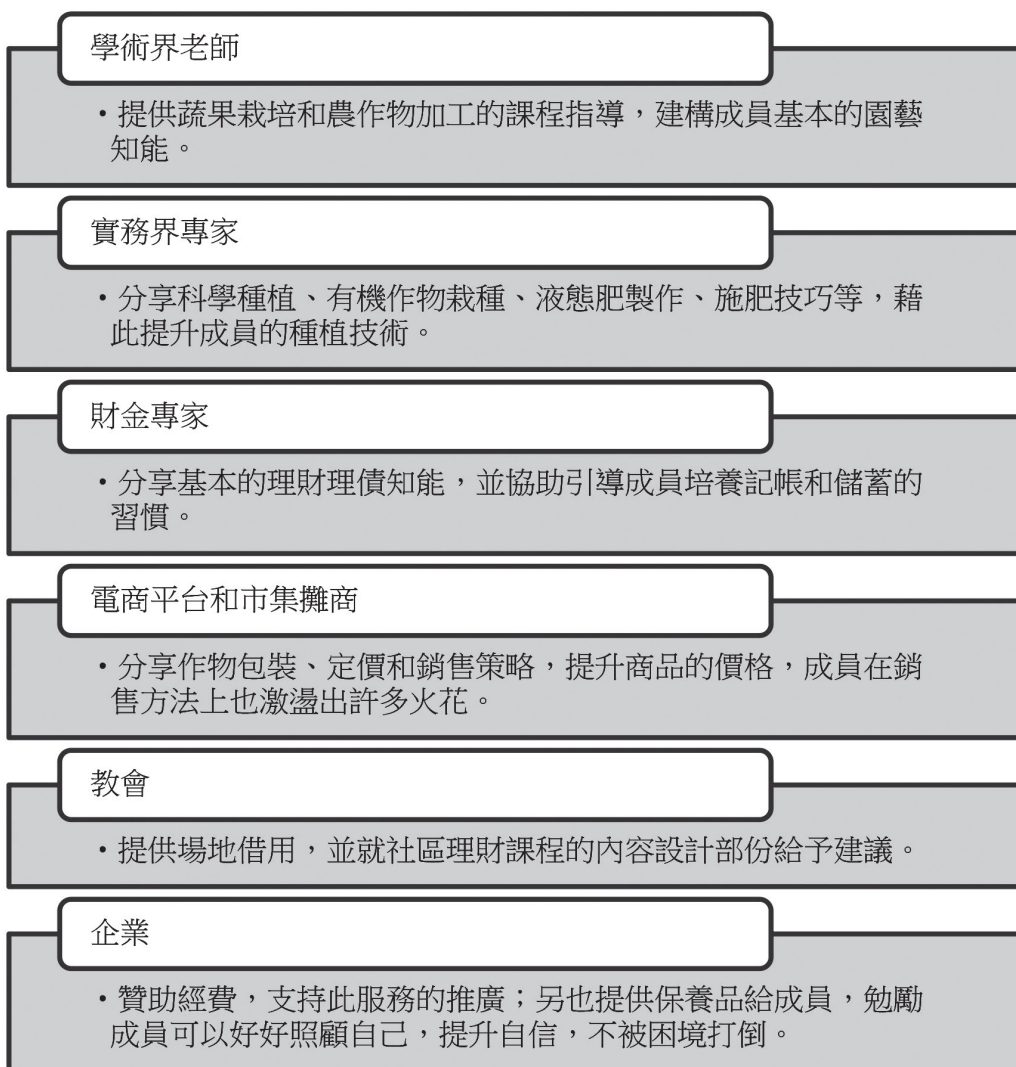 學術界老師
・提供蔬果栽培和農作物加工的課程指導，建構成員基本的園藝
知能。
實務界專家
・分享科學種植、有機作物栽種、液態肥製作、施肥技巧等，藉
此提升成員的種植技術。
財金專家
・分享基本的理財理債知能，並協助引導成員培養記帳和儲蓄的
習慣。
電商平台和市集攤商
・分享作物包裝、定價和銷售策略，提升商品的價格，成員在銷
售方法上也激盪出許多火花。
教會
・提供場地借用，並就社區理財課程的內容設計部份給予建議。
企業
・贊助經費，支持此服務的推廣；另也提供保養品給成員，勉勵
成員可以好好照顧自己，提升自信，不被困境打倒。